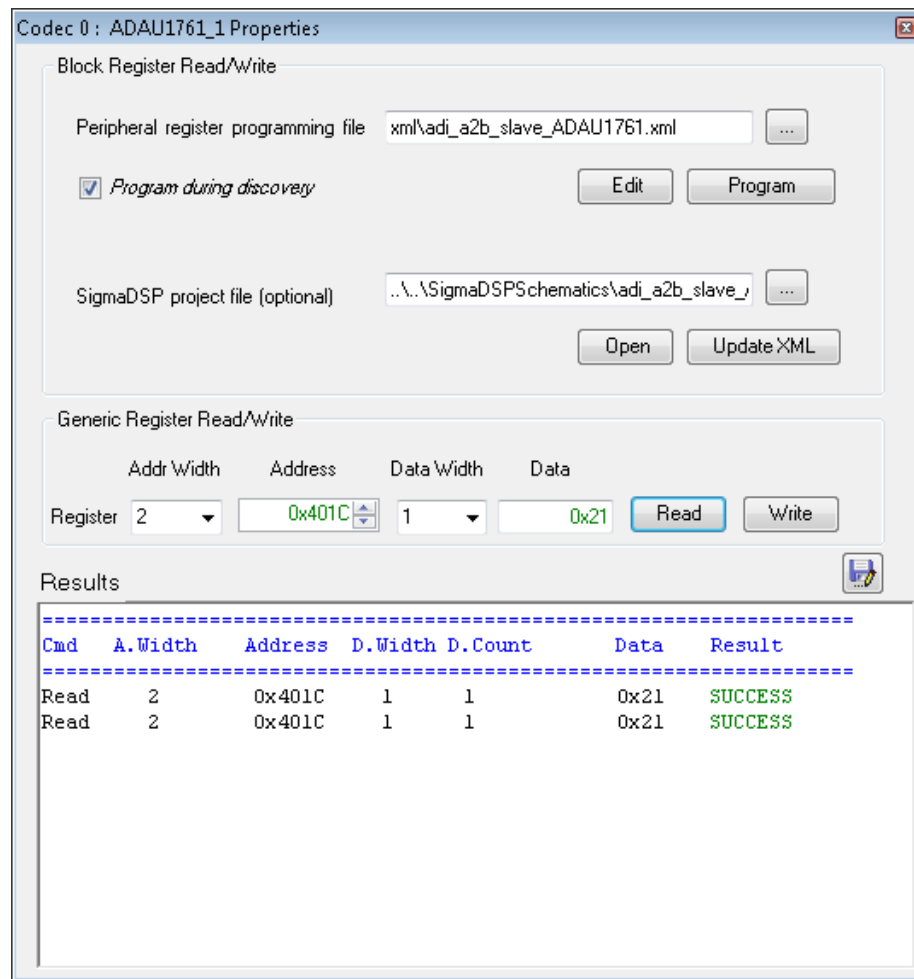 Codec 0 : ADAU1761_1 Properties
Block Register Read/Write
Peripheral register programming file xml\adi_a2b_slave_ADAU1761.xml ...
Program during discovery Edit Program
SigmaDSP project file (optional) ..\..\SigmaDSPSchematics\adi_a2b_slave_ ...
Open Update XML
Generic Register Read/Write
Addr Width Address Data Width Data
Register 2 0x401C 1 0x21 Read Write
Results
=====================================================================
Cmd A.Width Address D.Width D.Count Data Result
=====================================================================
Read 2 0x401C 1 1 0x21 SUCCESS
Read 2 0x401C 1 1 0x21 SUCCESS